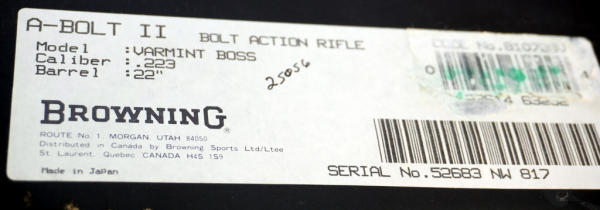 A-BOLT II BOLT ACTION RIFLE
Model :VARMINT BOSS
Caliber :.223
Barrel :22"
25056
BROWNING®
ROUTE No. 1, MORGAN, UTAH 84050
Distributed in Canada by Browning Sports Ltd/Ltee
St. Laurent, Quebec CANADA H4S 1S9
Made in Japan
SERIAL No.52683 NW 817